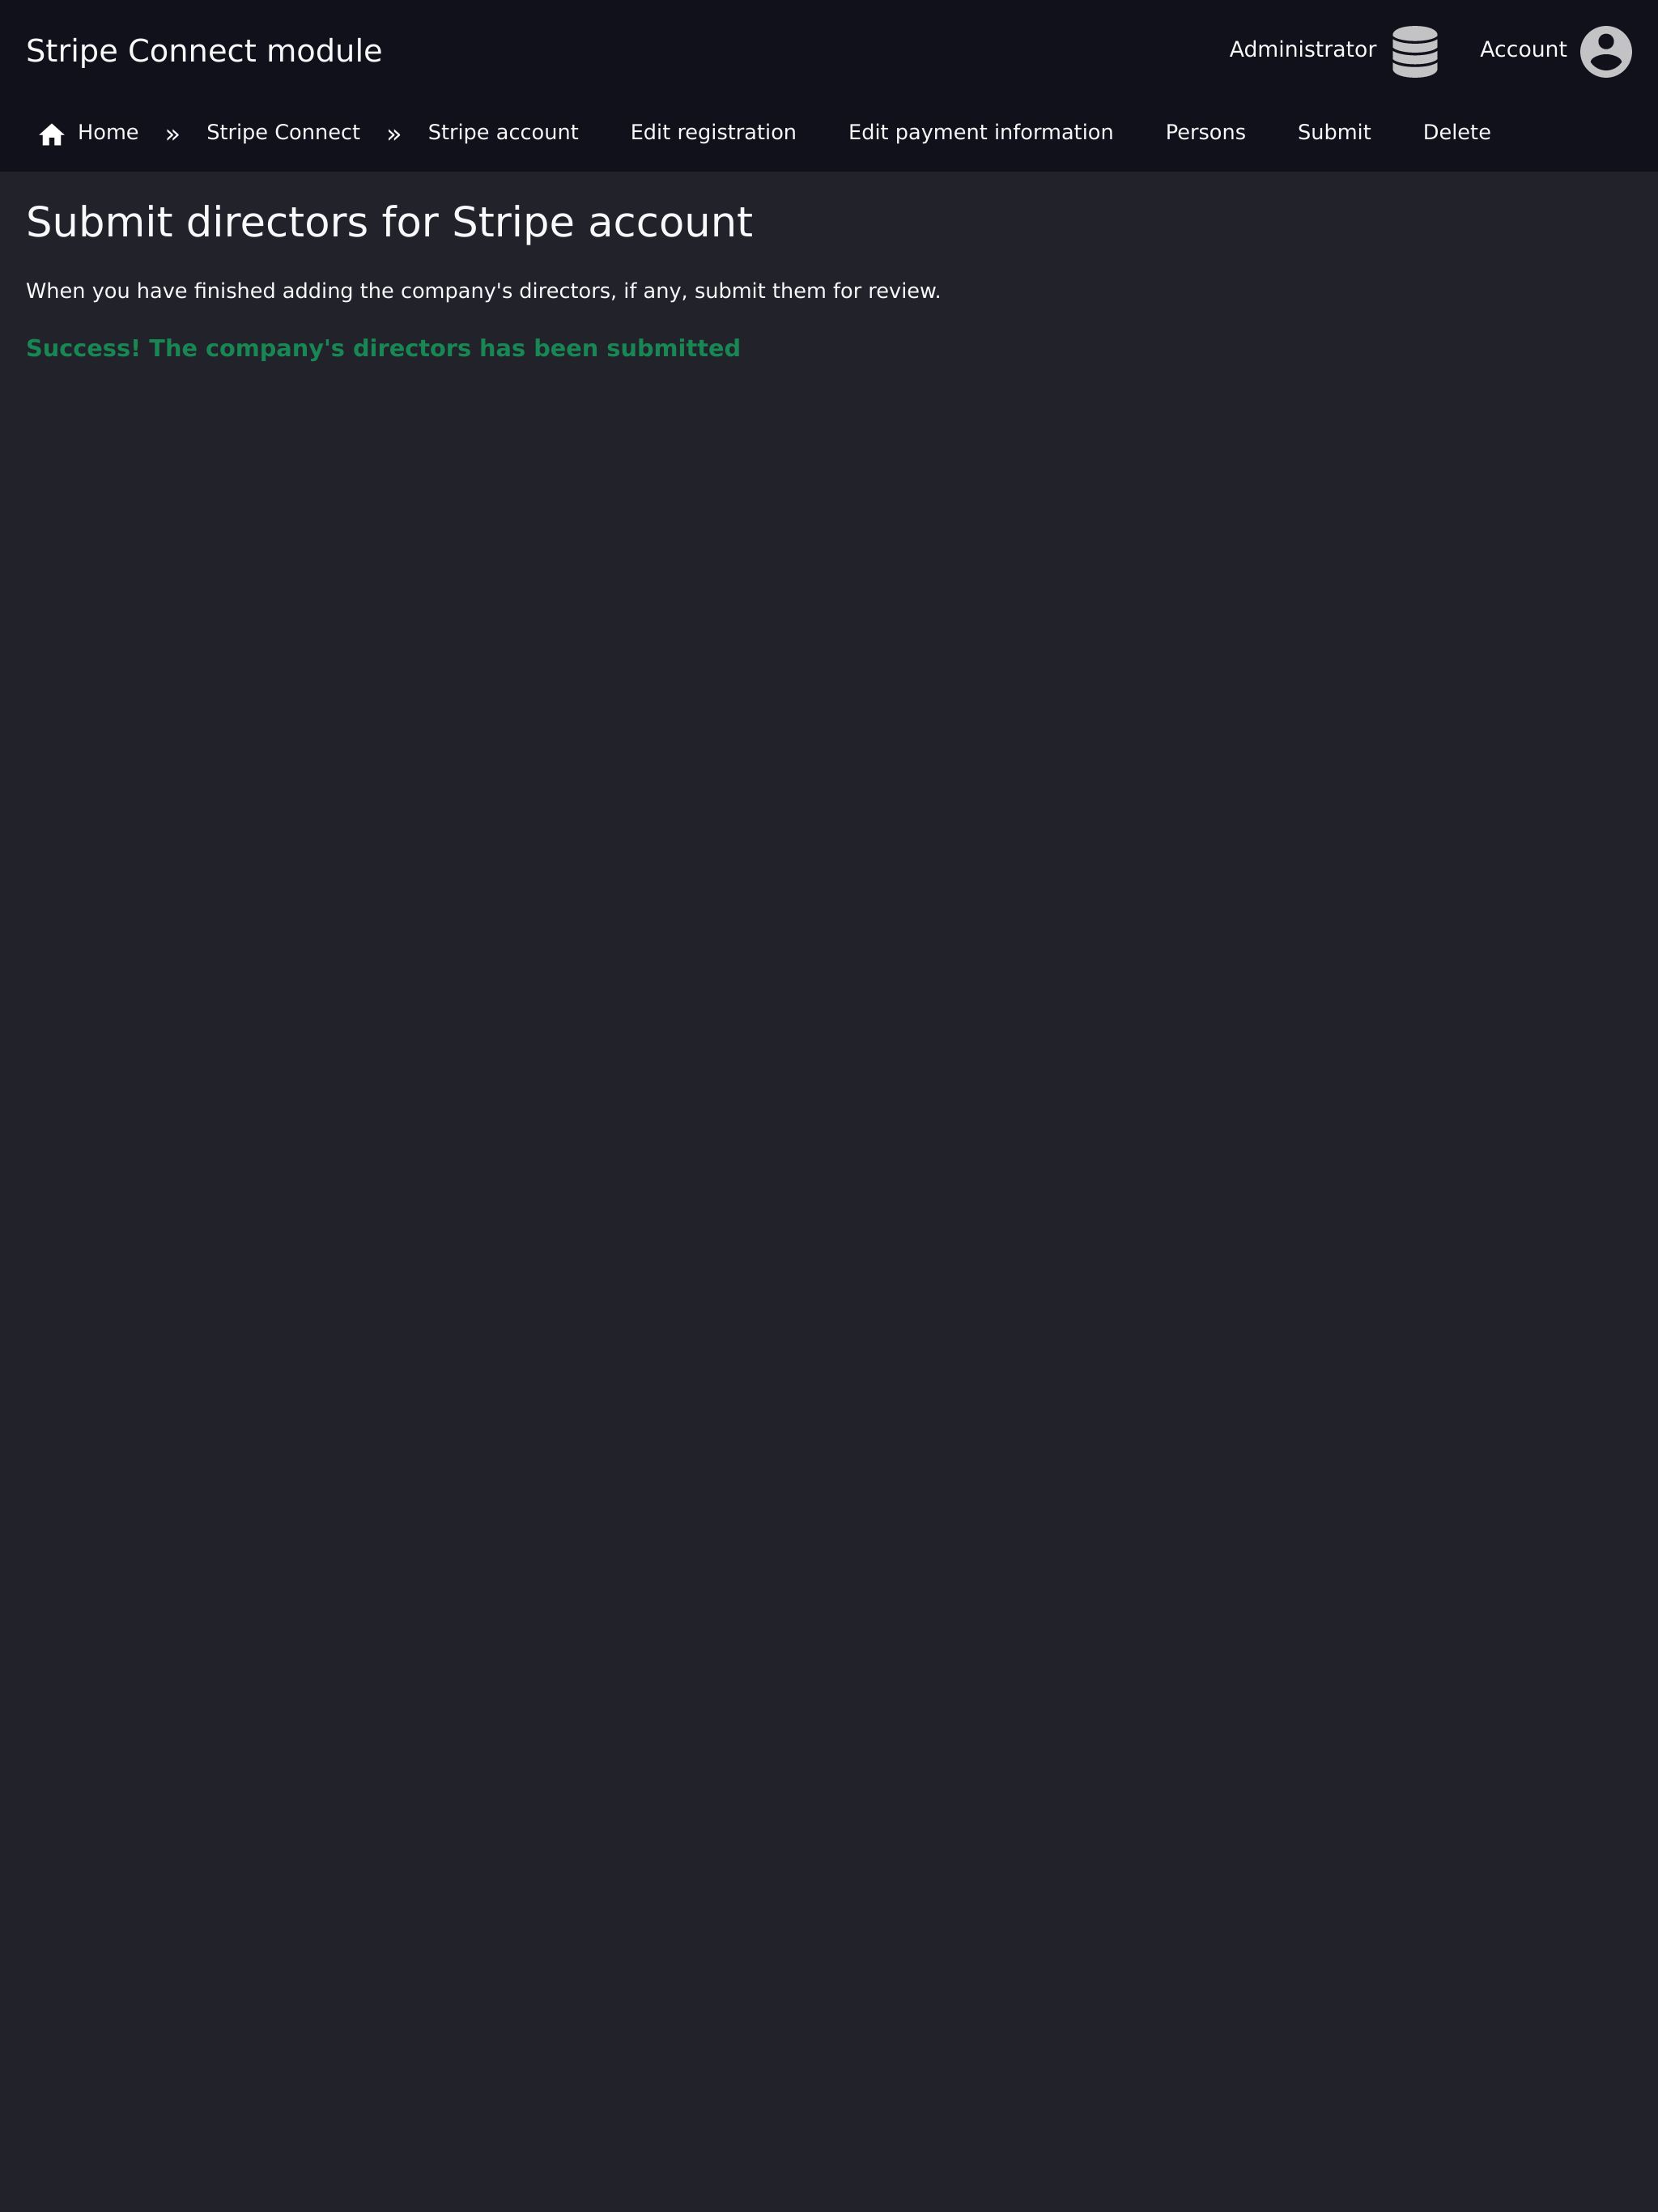 Stripe Connect module
Administrator
Account
Home » Stripe Connect » Stripe account Edit registration Edit payment information Persons Submit Delete
Submit directors for Stripe account
When you have finished adding the company's directors, if any, submit them for review.
Success! The company's directors has been submitted